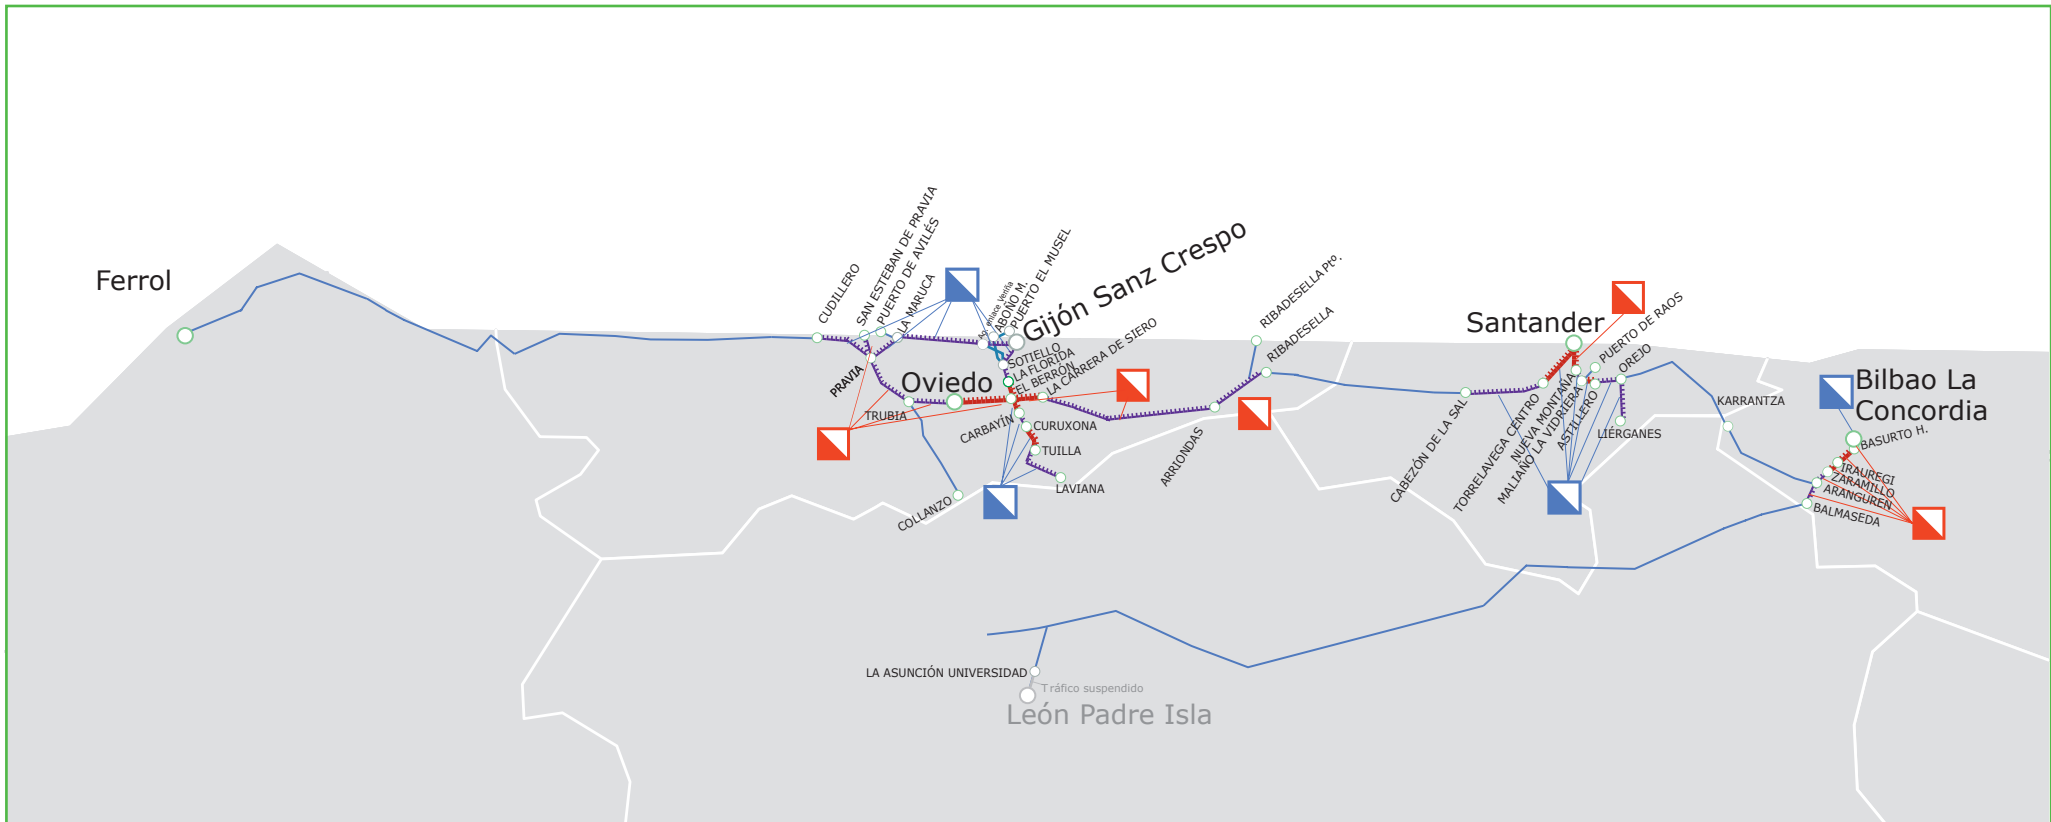 Ferrol
CUDILLERO
SAN ESTEBAN DE PRAVIA
PUERTO DE AVILÉS
LA MARUCA
Ag. enlace Veriña
ABOÑO M.
PUERTO EL MUSEL
Gijón Sanz Crespo
SOTIELLO
LA FLORIDA
EL BERRÓN
LA CARRERA DE SIERO
PRAVIA
Oviedo
TRUBIA
CARBAYÍN
CURUXONA
TUILLA
LAVIANA
COLLANZO
ARRIONDAS
RIBADESELLA Ptº.
RIBADESELLA
Santander
CABEZÓN DE LA SAL
TORRELAVEGA CENTRO
NUEVA MONTAÑA
MALIAÑO LA VIDRIERA
ASTILLERO
PUERTO DE RAOS
OREJO
LIÉRGANES
KARRANTZA
Bilbao La
Concordia
BASURTO H.
IRAUREGI
ZARAMILLO
ARANGUREN
BALMASEDA
LA ASUNCIÓN UNIVERSIDAD
Tráfico suspendido
León Padre Isla